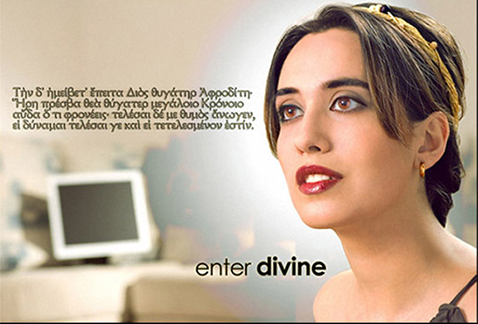 Τὴν δ' ἠμείβετ' ἔπειτα Διὸς θυγάτηρ Ἀφροδίτη·
Ἥρη πρέσβα θεὰ θύγατερ μεγάλοιο Κρόνοιο
αὔδα ὅ τι φρονέεις· τελέσαι δέ με θυμὸς ἄνωγεν,
εἰ δύναμαι τελέσαι γε καὶ εἰ τετελεσμένον ἐστίν.
enter divine